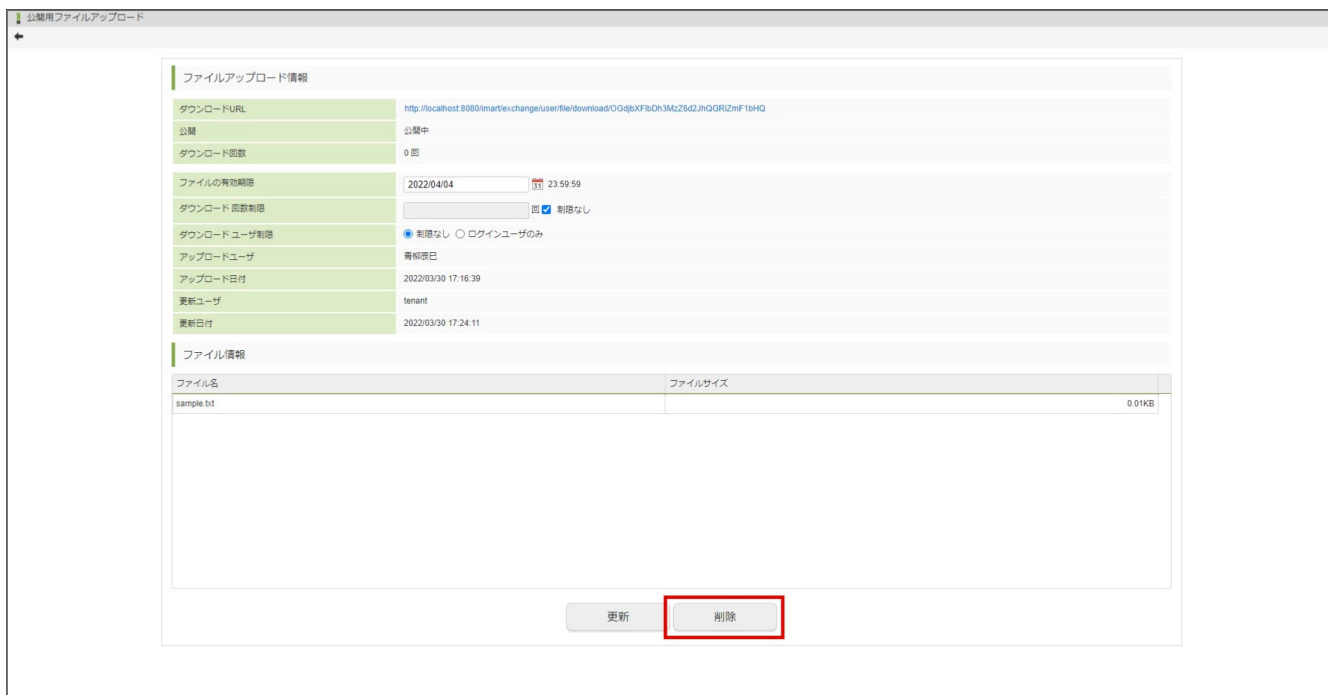 公開用ファイルアップロード
ファイルアップロード情報
ダウンロードURL http://localhost:8080/imart/exchange/user/file/download/OGdjbXFlbDh3MzZ6d2JhQGRlZmF1bHQ
公開 公開中
ダウンロード回数 0 回
ファイルの有効期限 2022/04/04 31 23:59:59
ダウンロード 回数制限 回 制限なし
ダウンロード ユーザ制限 制限なし ログインユーザのみ
アップロードユーザ 青柳辰巳
アップロード日付 2022/03/30 17:16:39
更新ユーザ tenant
更新日付 2022/03/30 17:24:11
ファイル情報
ファイル名 ファイルサイズ
sample.txt 0.01KB
更新 削除